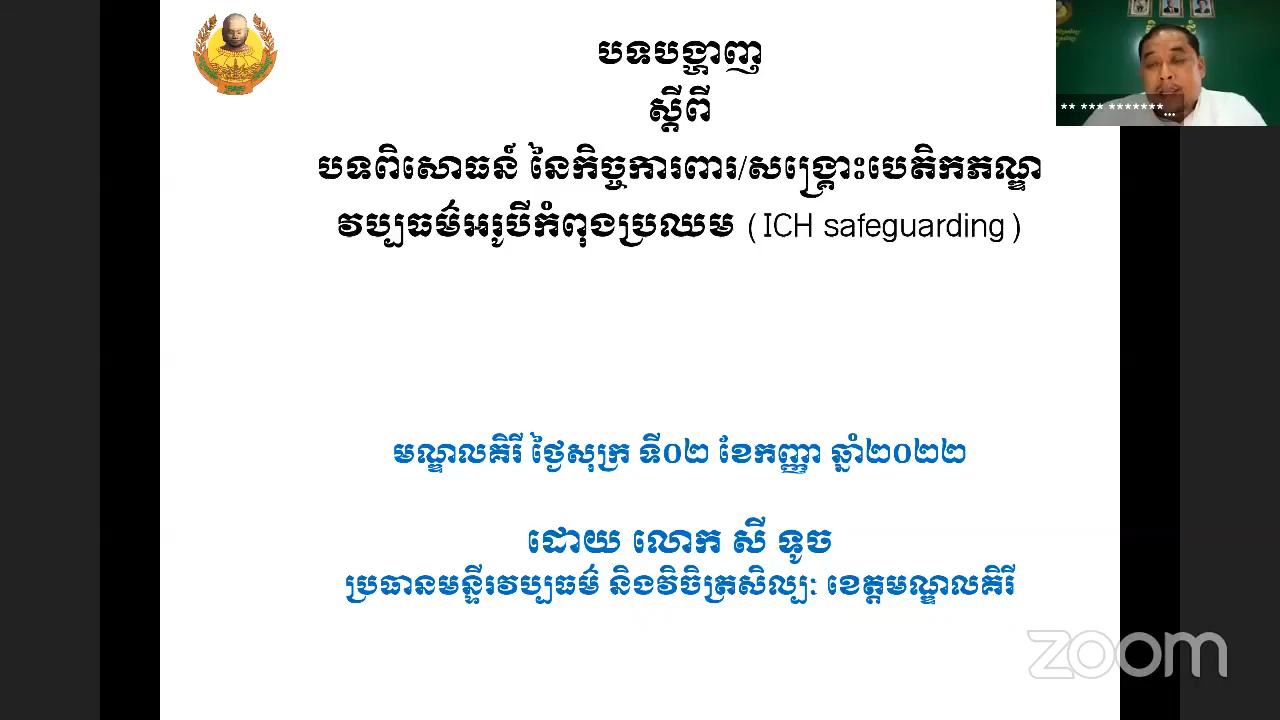 បទបង្ហាញ
ស្តីពី
បទពិសោធន៍ នៃកិច្ចការពារ/សង្គ្រោះបេតិកភណ្ឌ
វប្បធម៌អរូបីកំពុងប្រឈម (ICH safeguarding)
មណ្ឌលគិរី ថ្ងៃសុក្រ ទី០២ ខែកញ្ញា ឆ្នាំ២០២២
ដោយ លោក សី ទូច
ប្រធានមន្ទីរវប្បធម៌ និងវិចិត្រសិល្បៈ ខេត្តមណ្ឌលគិរី
** *** *******...
zoom